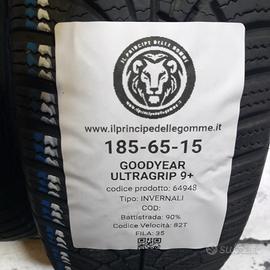 IL PRINCIPE DELLE GOMME
www.ilprincipedellegomme.it
185-65-15
GOODYEAR
ULTRAGRIP 9+
codice prodotto: 64948
Tipo: INVERNALI
COD:
Battistrada: 90%
Codice Velocità: 82T
FILA: 35
subito